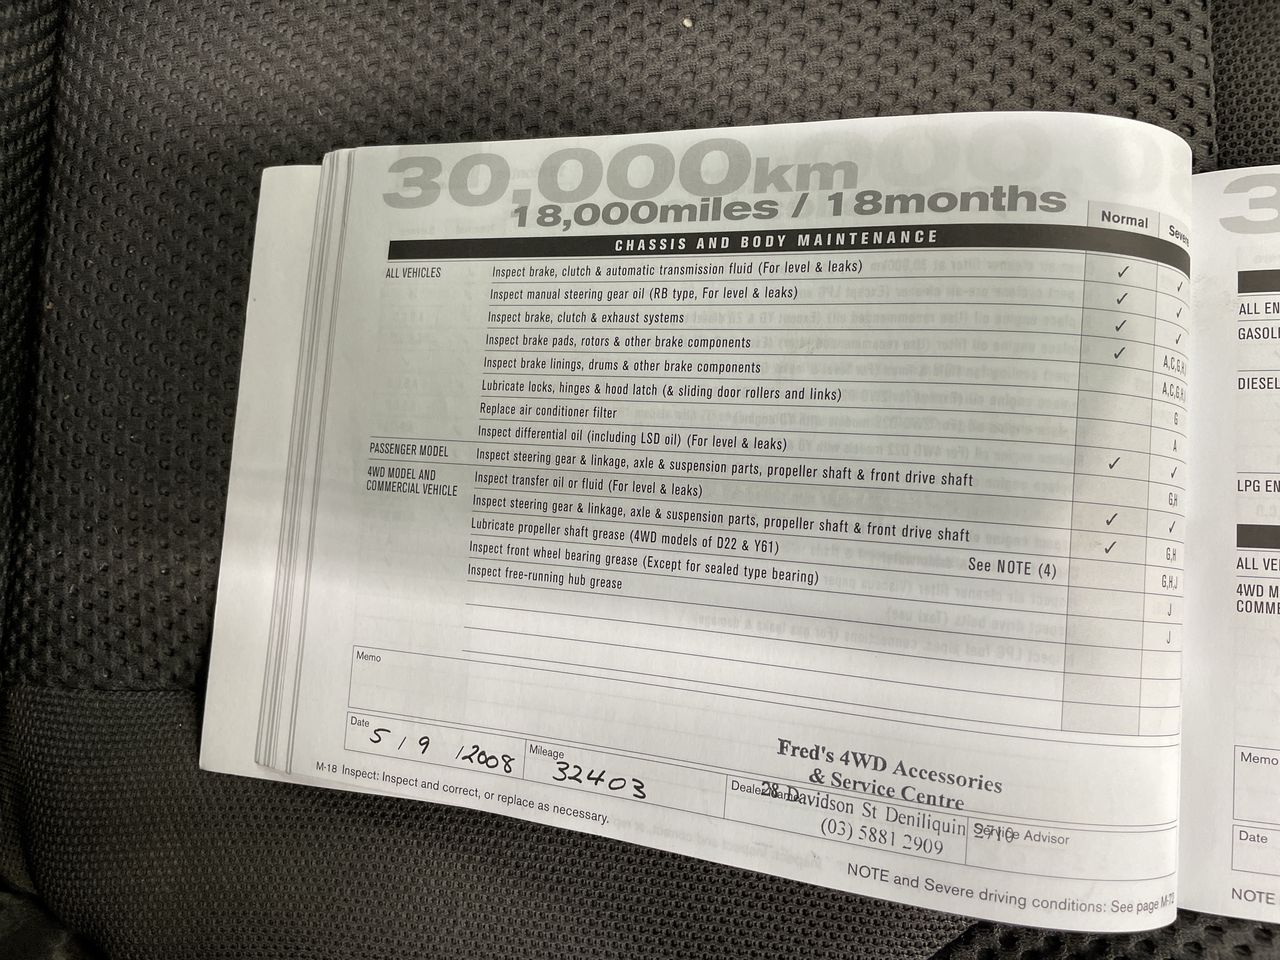 30,000km
18,000miles / 18months
Normal
CHASSIS AND BODY MAINTENANCE
ALL VEHICLES
Inspect brake, clutch & automatic transmission fluid (For level & leaks) ✓ ✓
Inspect manual steering gear oil (RB type, For level & leaks) ✓ ✓
Inspect brake, clutch & exhaust systems ✓ ✓
Inspect brake pads, rotors & other brake components ✓ A,C,G,H
Inspect brake linings, drums & other brake components A,C,G,H
Lubricate locks, hinges & hood latch (& sliding door rollers and links) G
Replace air conditioner filter A
Inspect differential oil (including LSD oil) (For level & leaks) ✓ ✓
PASSENGER MODEL
Inspect steering gear & linkage, axle & suspension parts, propeller shaft & front drive shaft G,H
4WD MODEL AND
COMMERCIAL VEHICLE
Inspect transfer oil or fluid (For level & leaks) ✓ ✓
Inspect steering gear & linkage, axle & suspension parts, propeller shaft & front drive shaft ✓ G,H
Lubricate propeller shaft grease (4WD models of D22 & Y61) See NOTE (4) G,H,J
Inspect front wheel bearing grease (Except for sealed type bearing) J
Inspect free-running hub grease J
Memo
Date 5 / 9 / 2008
Mileage 32403
Fred's 4WD Accessories
& Service Centre
28 Davidson St Deniliquin 2710
(03) 5881 2909
Dealer Name
Service Advisor
M-18 Inspect: Inspect and correct, or replace as necessary.
NOTE and Severe driving conditions: See page
3
ALL EN
GASOL
DIESEL
LPG EN
ALL VE
4WD M
COMME
Memo
Date
NOTE